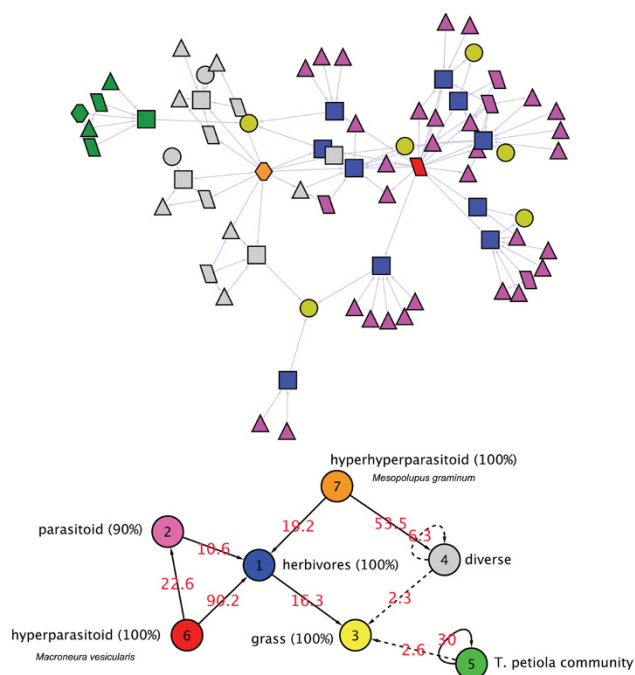 hyperhyperparasitoid (100%)
Mesopolupus graminum
7
19.2
53.5
6.3
parasitoid (90%)
2
10.6
1
herbivores (100%)
4
diverse
22.6
90.2
16.3
2.3
hyperparasitoid (100%)
6
Macroneura vesicularis
grass (100%)
3
2.6
30
5
T. petiola community